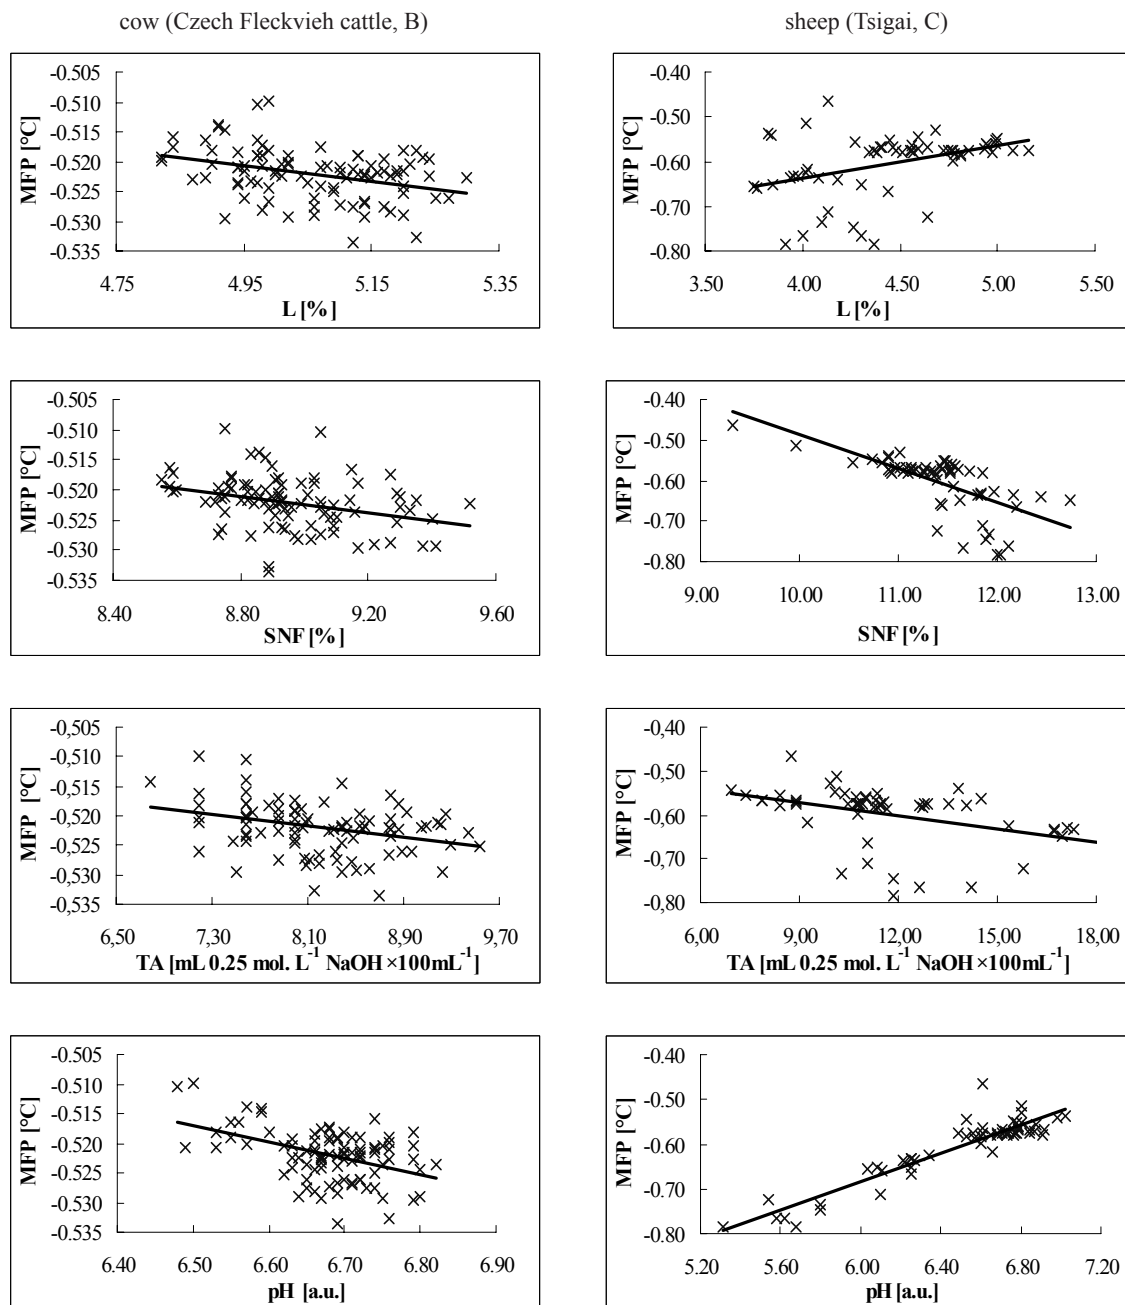 cow (Czech Fleckvieh cattle, B)
sheep (Tsigai, C)
-0.505
-0.510
-0.515
-0.520
-0.525
-0.530
-0.535
MFP [°C]
4.75 4.95 5.15 5.35
L [%]
-0.40
-0.50
-0.60
-0.70
-0.80
MFP [°C]
3.50 4.00 4.50 5.00 5.50
L [%]
-0.505
-0.510
-0.515
-0.520
-0.525
-0.530
-0.535
MFP [°C]
8.40 8.80 9.20 9.60
SNF [%]
-0.40
-0.50
-0.60
-0.70
-0.80
MFP [°C]
9.00 10.00 11.00 12.00 13.00
SNF [%]
-0,505
-0,510
-0,515
-0,520
-0,525
-0,530
-0,535
MFP [°C]
6,50 7,30 8,10 8,90 9,70
TA [mL 0.25 mol. L⁻¹ NaOH ×100mL⁻¹]
-0,40
-0,50
-0,60
-0,70
-0,80
MFP [°C]
6,00 9,00 12,00 15,00 18,00
TA [mL 0.25 mol. L⁻¹ NaOH ×100mL⁻¹]
-0.505
-0.510
-0.515
-0.520
-0.525
-0.530
-0.535
MFP [°C]
6.40 6.50 6.60 6.70 6.80 6.90
pH [a.u.]
-0.40
-0.50
-0.60
-0.70
-0.80
MFP [°C]
5.20 5.60 6.00 6.40 6.80 7.20
pH [a.u.]